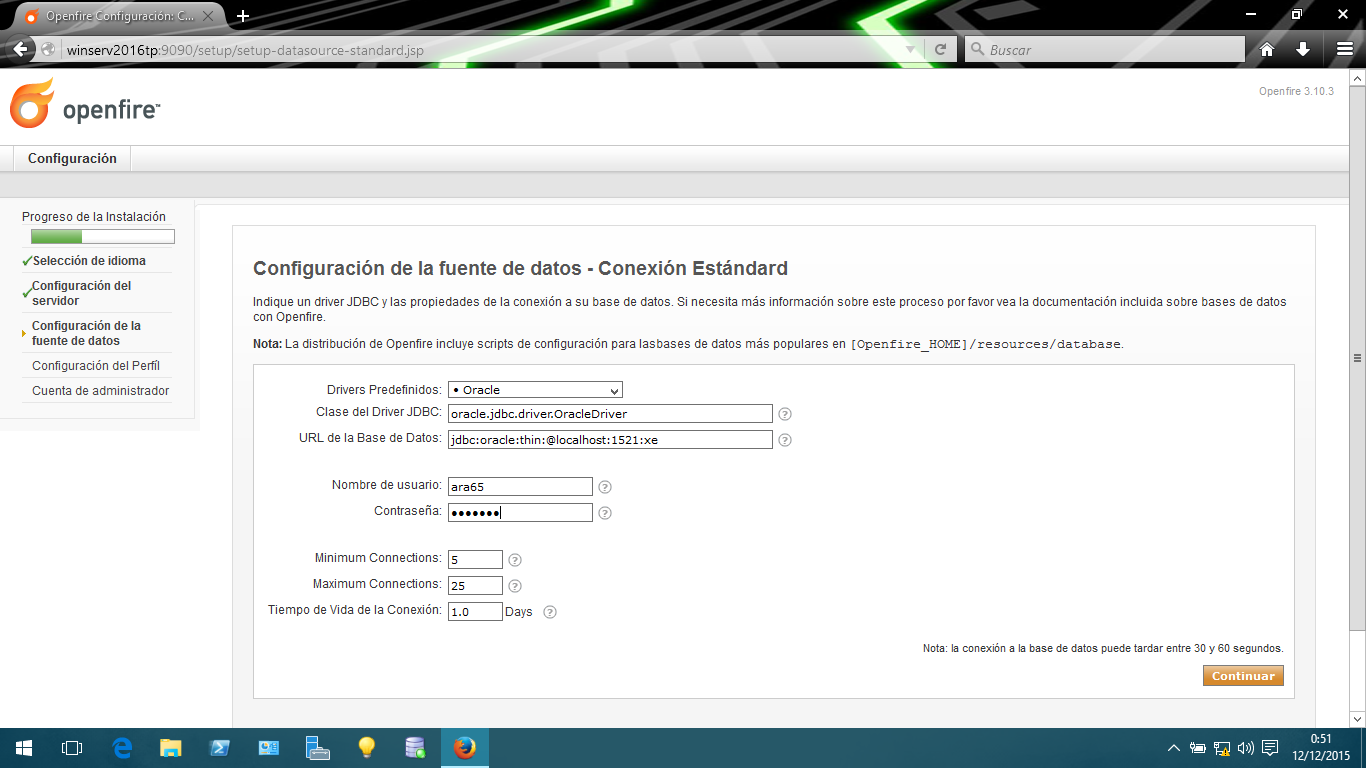 Openfire Configuración: C...
winserv2016tp:9090/setup/setup-datasource-standard.jsp
Buscar
openfire™
Openfire 3.10.3
Configuración
Progreso de la Instalación
Selección de idioma
Configuración del
servidor
Configuración de la
fuente de datos
Configuración del Perfíl
Cuenta de administrador
Configuración de la fuente de datos - Conexión Estándard
Indique un driver JDBC y las propiedades de la conexión a su base de datos. Si necesita más información sobre este proceso por favor vea la documentación incluida sobre bases de datos
con Openfire.
Nota: La distribución de Openfire incluye scripts de configuración para lasbases de datos más populares en [Openfire_HOME]/resources/database.
Drivers Predefinidos: • Oracle
Clase del Driver JDBC: oracle.jdbc.driver.OracleDriver ?
URL de la Base de Datos: jdbc:oracle:thin:@localhost:1521:xe ?
Nombre de usuario: ara65 ?
Contraseña: ••••••• ?
Minimum Connections: 5 ?
Maximum Connections: 25 ?
Tiempo de Vida de la Conexión: 1.0 Days ?
Nota: la conexión a la base de datos puede tardar entre 30 y 60 segundos.
Continuar
0:51
12/12/2015